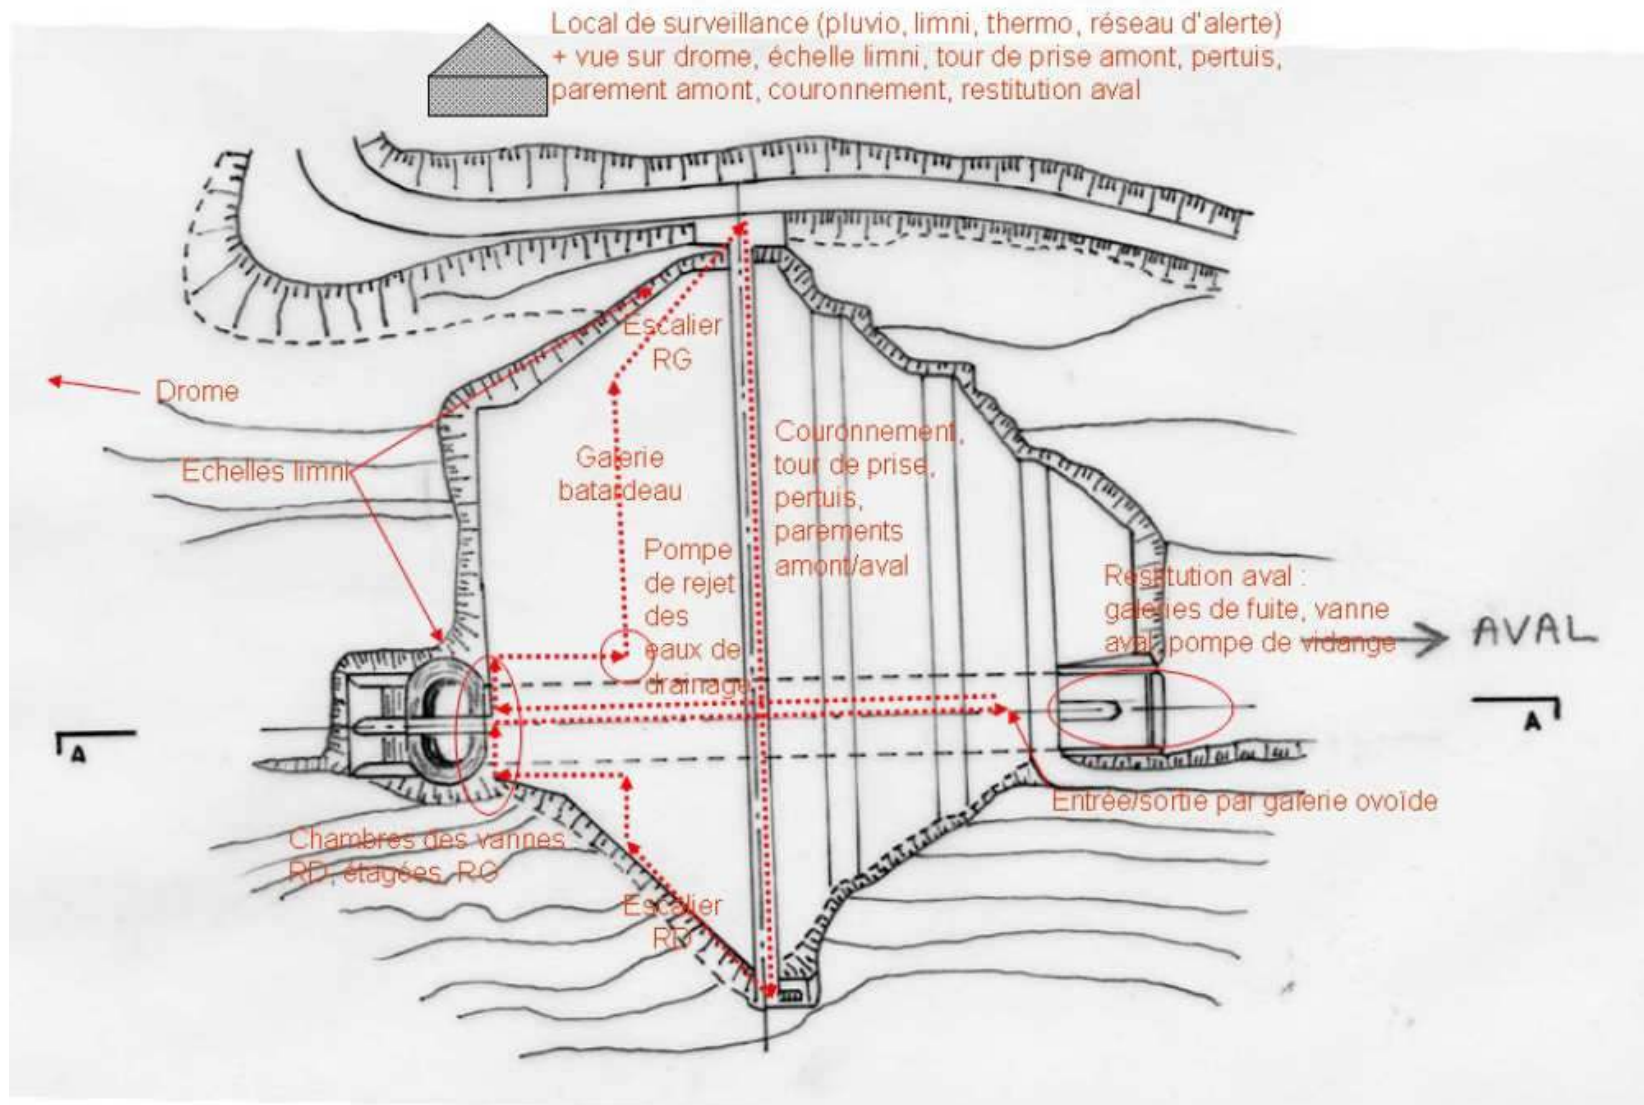 Local de surveillance (pluvio, limni, thermo, réseau d'alerte)
+ vue sur drome, échelle limni, tour de prise amont, pertuis,
parement amont, couronnement, restitution aval
Escalier
RG
Drome
Echelles limni
Galerie
batardeau
Couronnement,
tour de prise,
pertuis,
parements
amont/aval
Pompe
de rejet
des
eaux de
drainage
Restitution aval :
galeries de fuite, vanne
aval, pompe de vidange
AVAL
A
A
Entrée/sortie par galerie ovoïde
Chambres des vannes
RD, étagées, RG
Escalier
RD